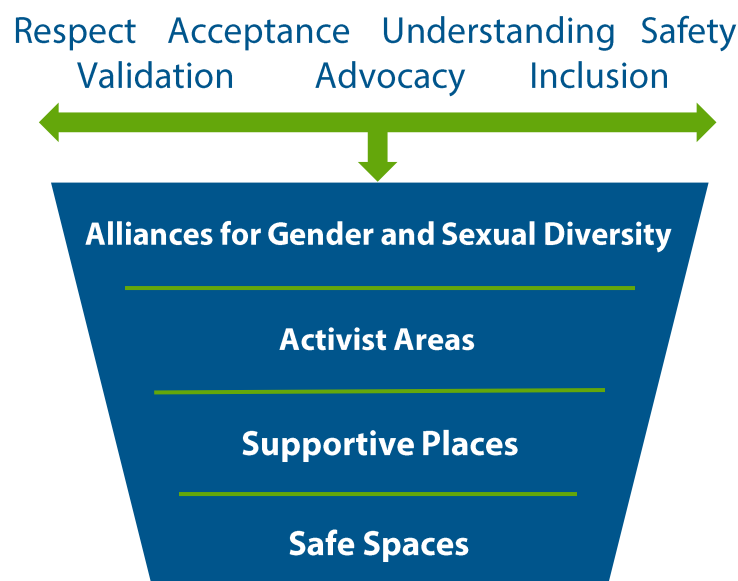 Respect Acceptance Understanding Safety
Validation Advocacy Inclusion
Alliances for Gender and Sexual Diversity
Activist Areas
Supportive Places
Safe Spaces